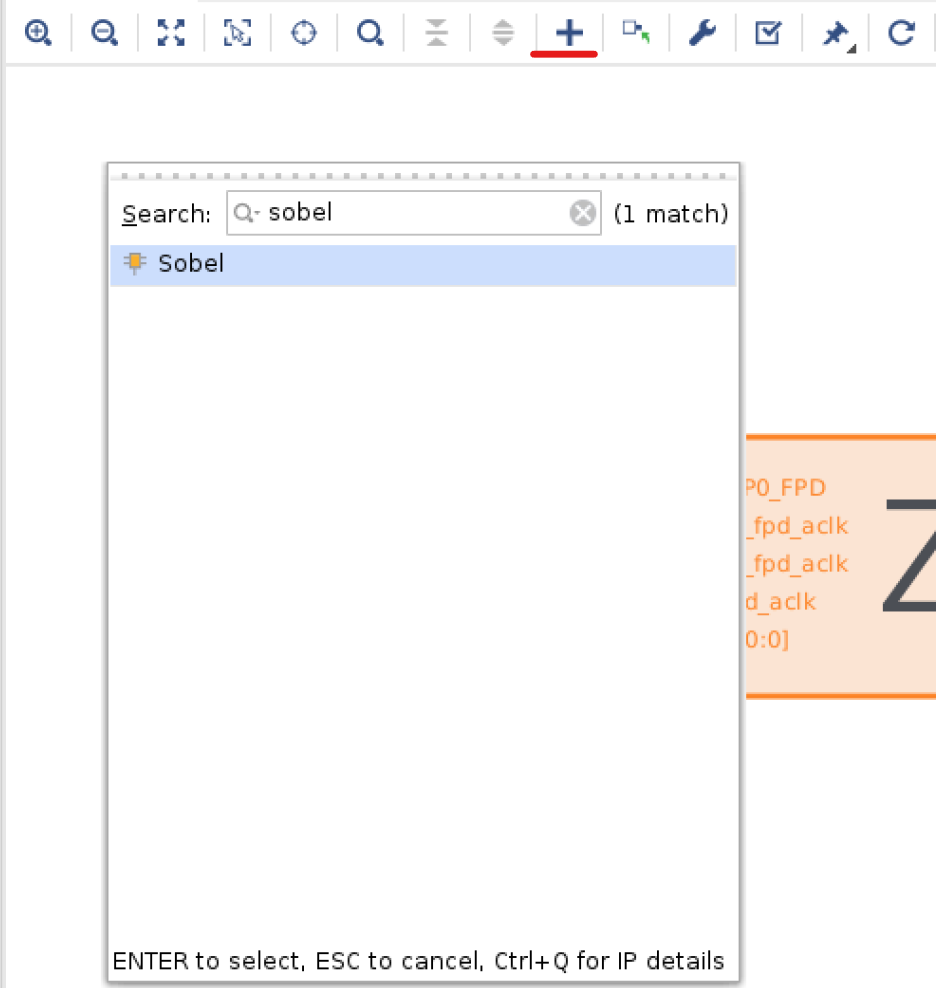 Search: sobel (1 match)
Sobel
P0_FPD
_fpd_aclk
_fpd_aclk
d_aclk
0:0]
Z
ENTER to select, ESC to cancel, Ctrl+Q for IP details